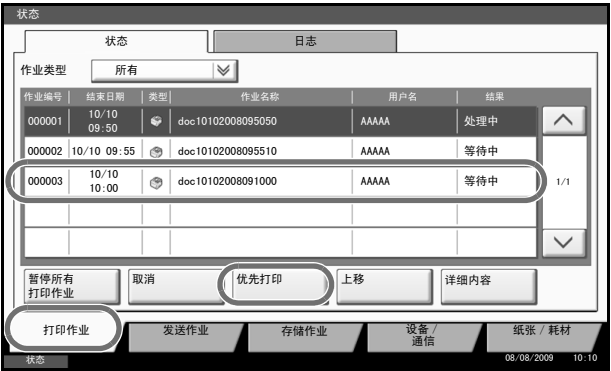 状态
状态 日志
作业类型 所有
作业编号 结束日期 类型 作业名称 用户名 结果
000001 10/10 09:50 doc10102008095050 AAAAA 处理中
000002 10/10 09:55 doc10102008095510 AAAAA 等待中
000003 10/10 10:00 doc10102008091000 AAAAA 等待中
1/1
暂停所有 打印作业 取消 优先打印 上移 详细内容
打印作业 发送作业 存储作业 设备/ 通信 纸张 / 耗材
状态 08/08/2009 10:10